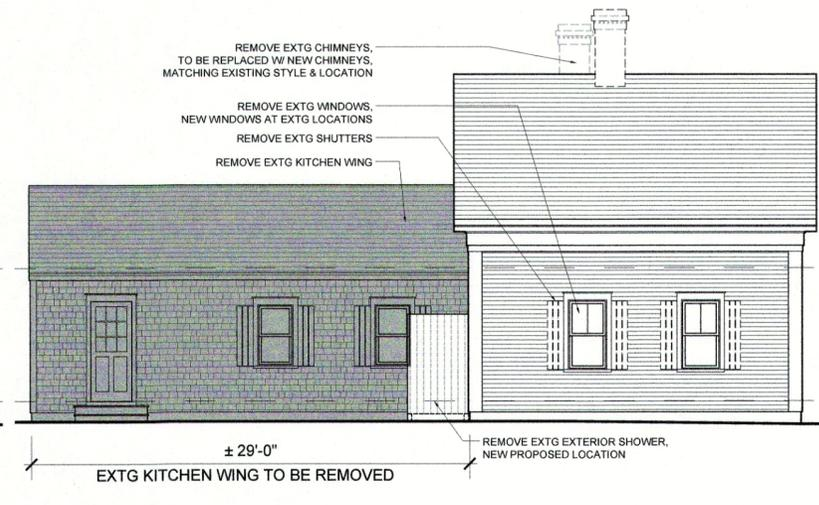 REMOVE EXTG CHIMNEYS,
TO BE REPLACED W/ NEW CHIMNEYS,
MATCHING EXISTING STYLE & LOCATION
REMOVE EXTG WINDOWS,
NEW WINDOWS AT EXTG LOCATIONS
REMOVE EXTG SHUTTERS
REMOVE EXTG KITCHEN WING
REMOVE EXTG EXTERIOR SHOWER,
NEW PROPOSED LOCATION
± 29'-0"
EXTG KITCHEN WING TO BE REMOVED